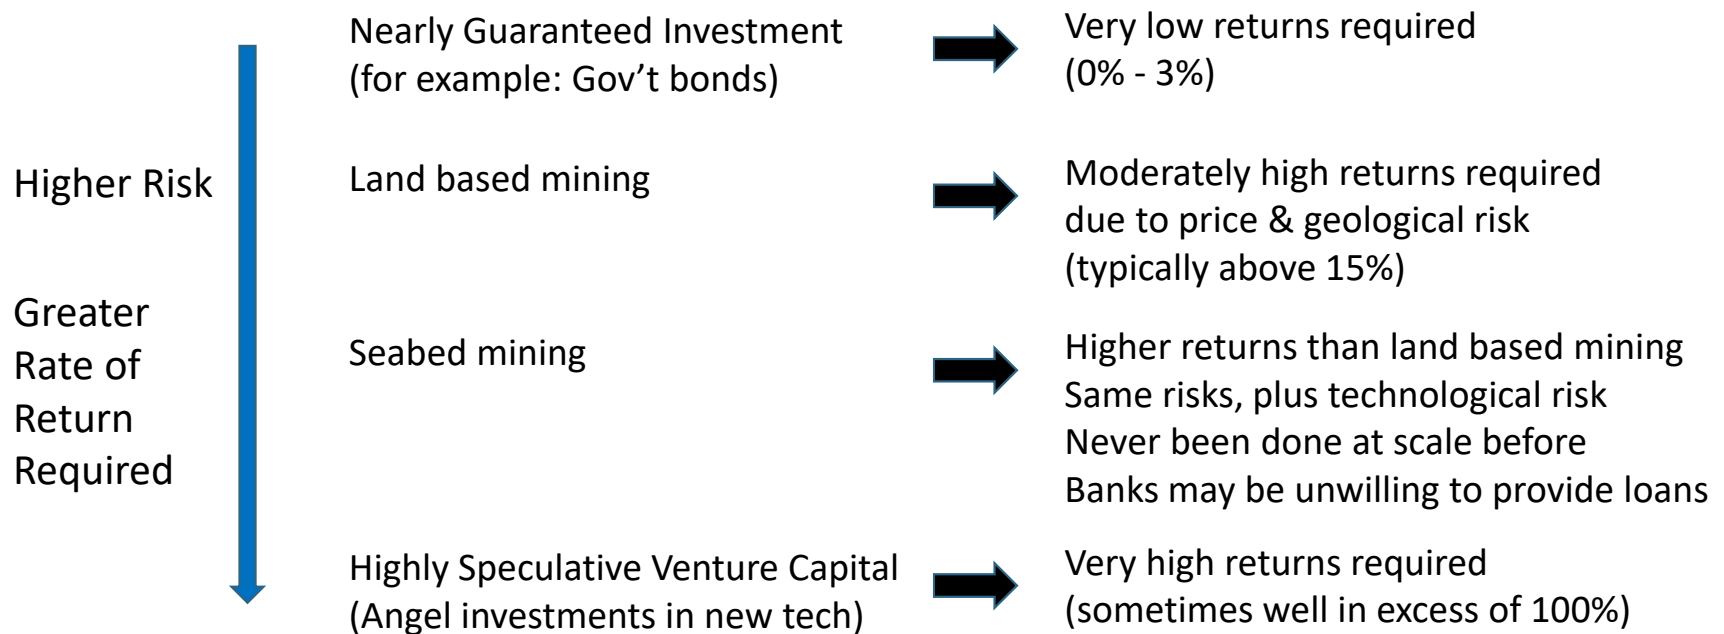 Nearly Guaranteed Investment
(for example: Gov’t bonds)
Very low returns required
(0% - 3%)
Higher Risk
Land based mining
Moderately high returns required
due to price & geological risk
(typically above 15%)
Greater
Rate of
Return
Required
Seabed mining
Higher returns than land based mining
Same risks, plus technological risk
Never been done at scale before
Banks may be unwilling to provide loans
Highly Speculative Venture Capital
(Angel investments in new tech)
Very high returns required
(sometimes well in excess of 100%)